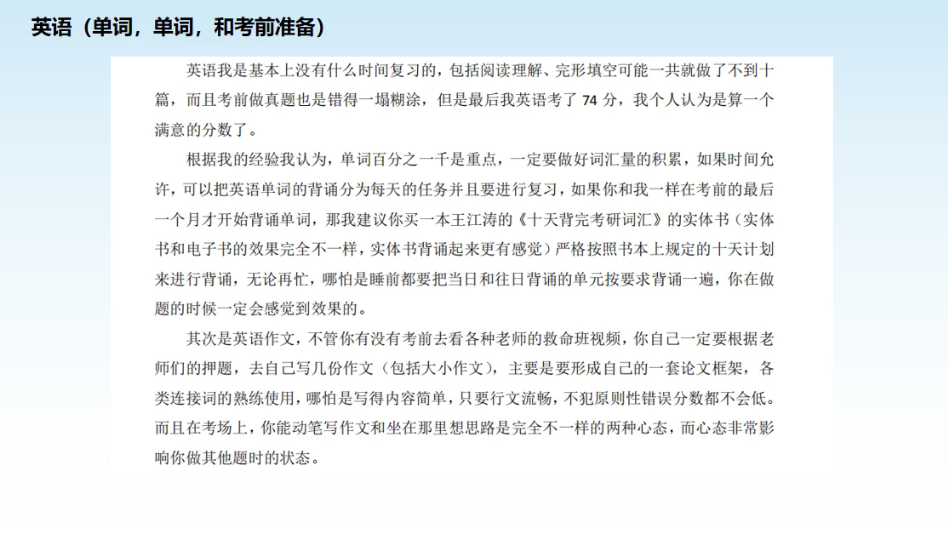 英语（单词，单词，和考前准备）
英语我是基本上没有什么时间复习的，包括阅读理解、完形填空可能一共就做了不到十
篇，而且考前做真题也是错得一塌糊涂，但是最后我英语考了 74 分，我个人认为是算一个
满意的分数了。
根据我的经验我认为，单词百分之一千是重点，一定要做好词汇量的积累，如果时间允
许，可以把英语单词的背诵分为每天的任务并且要进行复习，如果你和我一样在考前的最后
一个月才开始背诵单词，那我建议你买一本王江涛的《十天背完考研词汇》的实体书（实体
书和电子书的效果完全不一样，实体书背诵起来更有感觉）严格按照书本上规定的十天计划
来进行背诵，无论再忙，哪怕是睡前都要把当日和往日背诵的单元按要求背诵一遍，你在做
题的时候一定会感觉到效果的。
其次是英语作文，不管你有没有考前去看各种老师的救命班视频，你自己一定要根据老
师们的押题，去自己写几份作文（包括大小作文），主要是要形成自己的一套论文框架，各
类连接词的熟练使用，哪怕是写得内容简单，只要行文流畅，不犯原则性错误分数都不会低。
而且在考场上，你能动笔写作文和坐在那里想思路是完全不一样的两种心态，而心态非常影
响你做其他题时的状态。